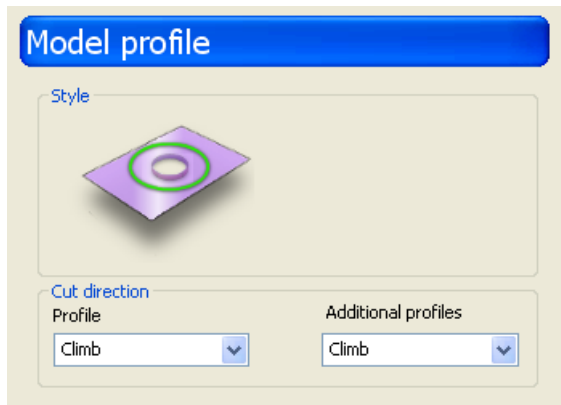 Model profile
Style
Cut direction
Profile
Additional profiles
Climb
Climb